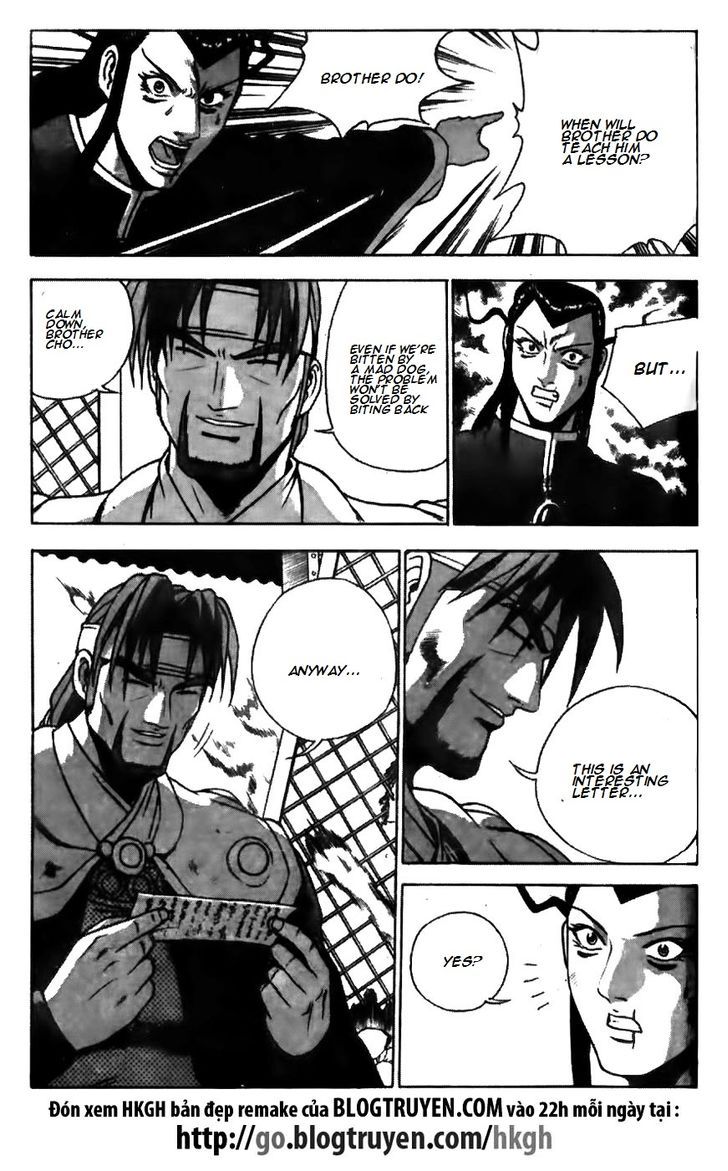 BROTHER DO!
WHEN WILL
BROTHER DO
TEACH HIM
A LESSON?
CALM
DOWN,
BROTHER
CHO...
EVEN IF WE'RE
BITTEN BY
A MAD DOG,
THE PROBLEM
WON'T BE
SOLVED BY
BITING BACK
BUT...
ANYWAY...
THIS IS AN
INTERESTING
LETTER...
YES?
Đón xem HKGH bản đẹp remake của BLOGTRUYEN.COM vào 22h mỗi ngày tại :
http://go.blogtruyen.com/hkgh